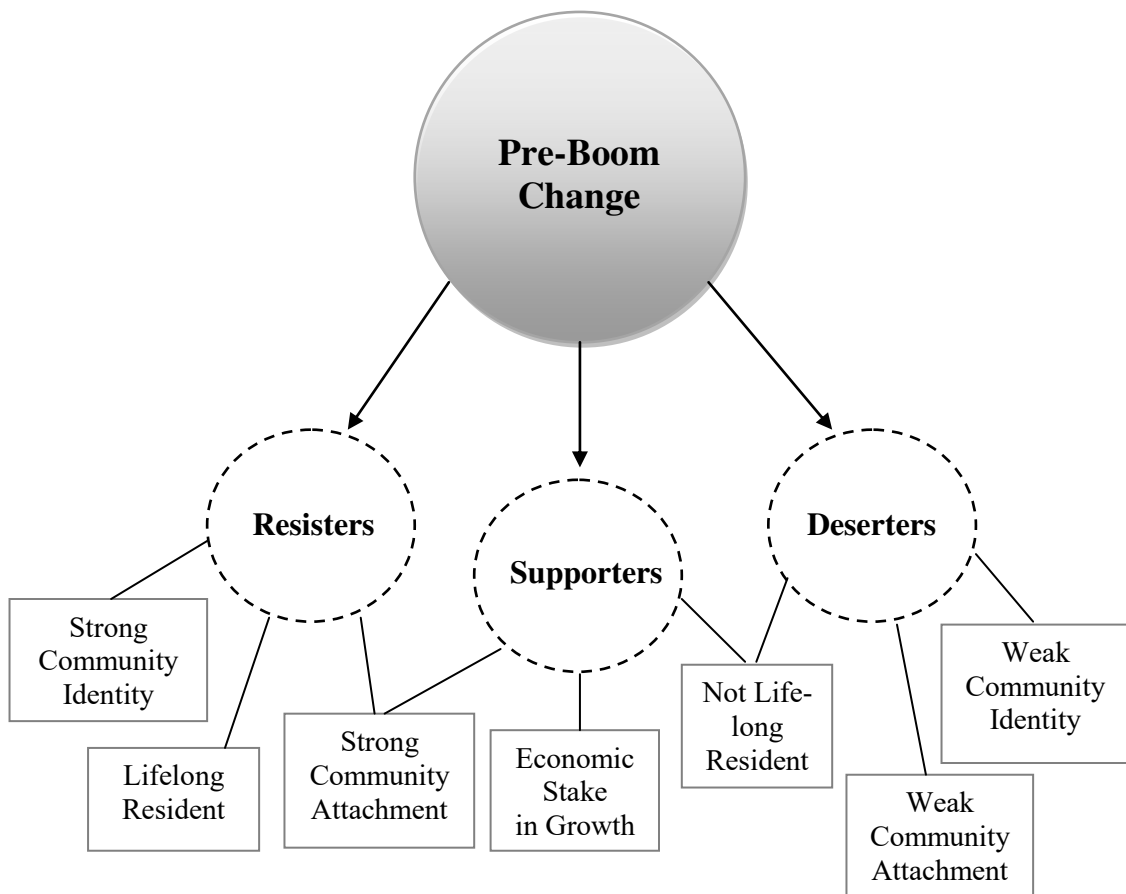 Pre-Boom
Change
Resisters
Supporters
Deserters
Strong
Community
Identity
Lifelong
Resident
Strong
Community
Attachment
Economic
Stake
in Growth
Not Life-
long
Resident
Weak
Community
Attachment
Weak
Community
Identity